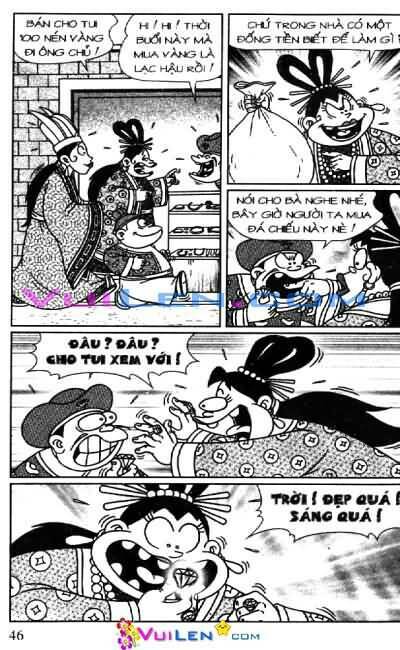 BÁN CHO TUI
100 NÉN VÀNG
ĐI ÔNG CHỦ !
HI ! HI ! THỜI
BUỔI NÀY MÀ
MUA VÀNG LÀ
LẠC HẬU RỒI !
CHỨ TRONG NHÀ CÓ MỘT
ĐỐNG TIỀN BIẾT ĐỂ LÀM GÌ ?
NÓI CHO BÀ NGHE NHÉ,
BÂY GIỜ NGƯỜI TA MUA
ĐÁ CHIẾU NÀY NÈ !
VUILEN.COM
ĐÂU ? ĐÂU ?
CHO TUI XEM VỚI !
TRỜI ! ĐẸP QUÁ !
SÁNG QUÁ !
46
VUILEN.COM